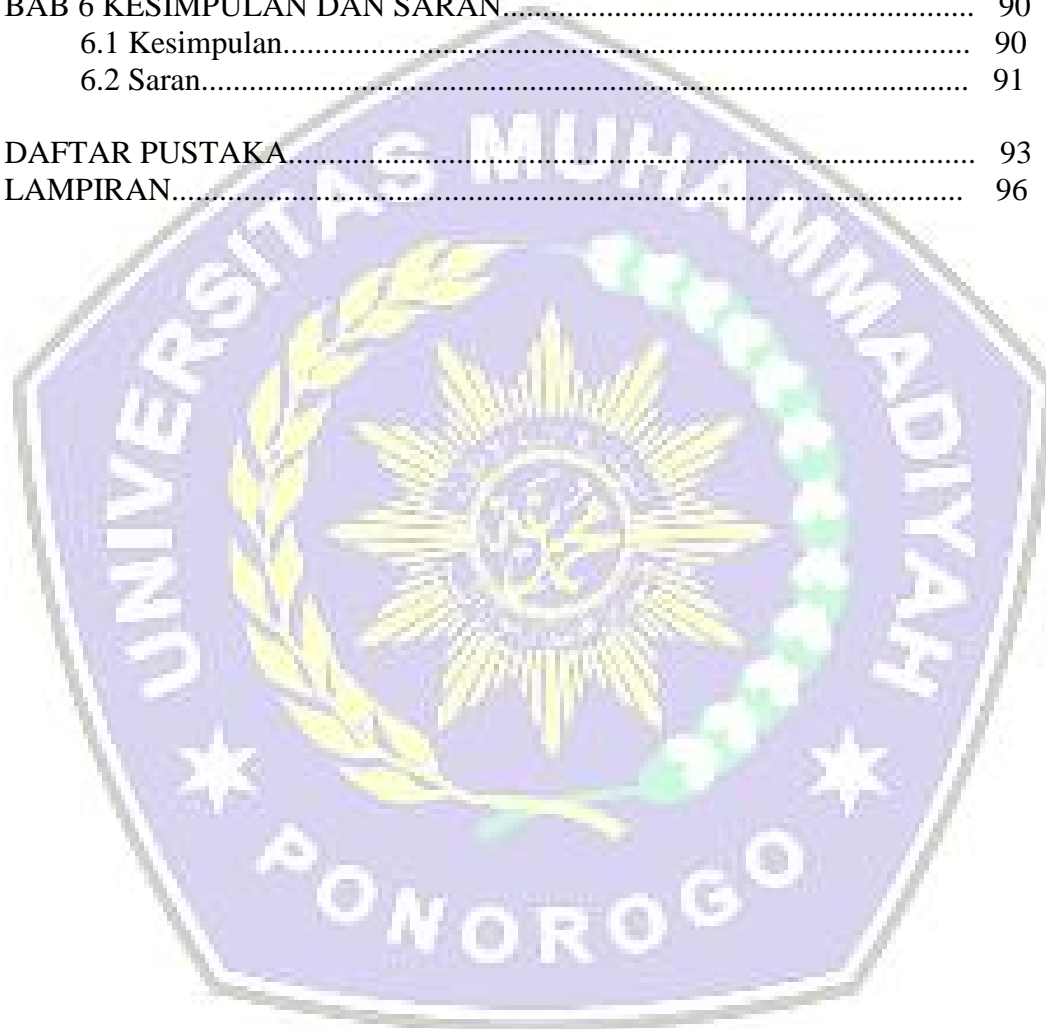 BAB 6 KESIMPULAN DAN SARAN........................................................... 90
6.1 Kesimpulan...................................................................................... 90
6.2 Saran................................................................................................ 91
DAFTAR PUSTAKA...................................................................................... 93
LAMPIRAN................................................................................................... 96
UNIVERSITAS MUHAMMADIYAH
PONOROGO